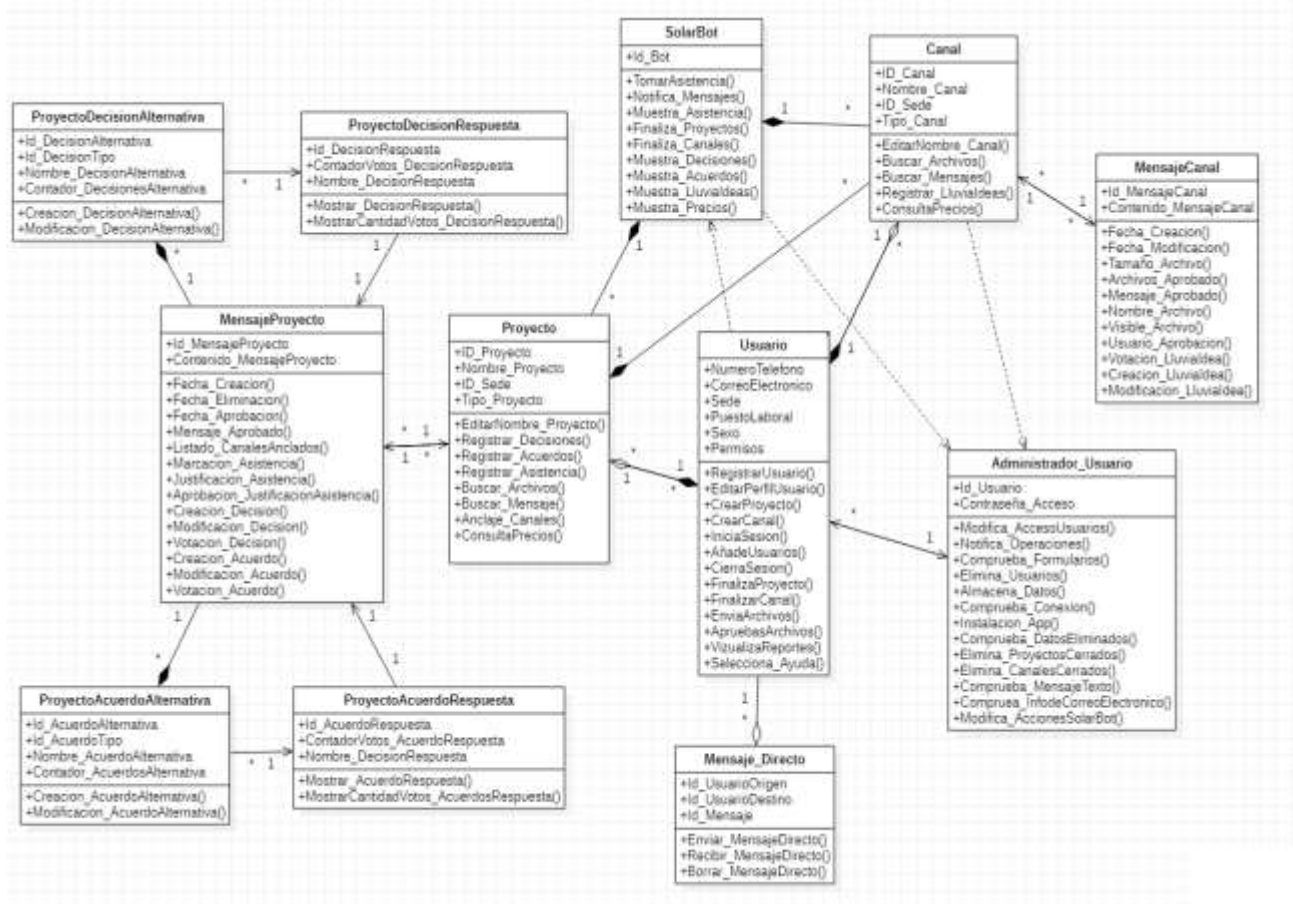 SolarBot
+Id_Bot
+TomarAsistencia()
+Notifica_Mensajes()
+Muestra_Asistencia()
+Finaliza_Proyectos()
+Finaliza_Canales()
+Muestra_Decisiones()
+Muestra_Acuerdos()
+Muestra_LluviaIdeas()
+Muestra_Precios()
Canal
+ID_Canal
+Nombre_Canal
+ID_Sede
+Tipo_Canal
+EditarNombre_Canal()
+Buscar_Archivos()
+Buscar_Mensajes()
+Registrar_LluviaIdeas()
+ConsultaPrecios()
ProyectoDecisionAlternativa
+Id_DecisionAlternativa
+Id_DecisionTipo
+Nombre_DecisionAlternativa
+Contador_DecisionesAlternativa
+Creacion_DecisionAlternativa()
+Modificacion_DecisionAlternativa()
ProyectoDecisionRespuesta
+Id_DecisionRespuesta
+ContadorVotos_DecisionRespuesta
+Nombre_DecisionRespuesta
+Mostrar_DecisionRespuesta()
+MostrarCantidadVotos_DecisionRespuesta()
MensajeCanal
+Id_MensajeCanal
+Contenido_MensajeCanal
+Fecha_Creacion()
+Fecha_Modificacion()
+Tamaño_Archivo()
+Archivos_Aprobado()
+Mensaje_Aprobado()
+Nombre_Archivo()
+Visible_Archivo()
+Usuario_Aprobacion()
+Votacion_LluviaIdea()
+Creacion_LluviaIdea()
+Modificacion_LluviaIdea()
MensajeProyecto
+Id_MensajeProyecto
+Contenido_MensajeProyecto
+Fecha_Creacion()
+Fecha_Eliminacion()
+Fecha_Aprobacion()
+Mensaje_Aprobado()
+Listado_CanalesAnclados()
+Marcacion_Asistencia()
+Justificacion_Asistencia()
+Aprobacion_JustificacionAsistencia()
+Creacion_Decision()
+Modificacion_Decision()
+Votacion_Decision()
+Creacion_Acuerdo()
+Modificacion_Acuerdo()
+Votacion_Acuerdo()
Proyecto
+ID_Proyecto
+Nombre_Proyecto
+ID_Sede
+Tipo_Proyecto
+EditarNombre_Proyecto()
+Registrar_Decisiones()
+Registrar_Acuerdos()
+Registrar_Asistencia()
+Buscar_Archivos()
+Buscar_Mensaje()
+Anclaje_Canales()
+ConsultaPrecios()
Usuario
+NumeroTelefono
+CorreoElectronico
+Sede
+PuestoLaboral
+Sexo
+Permisos
+RegistrarUsuario()
+EditarPerfilUsuario()
+CrearProyecto()
+CrearCanal()
+IniciaSesion()
+AñadeUsuarios()
+CierraSesion()
+FinalizaProyecto()
+FinalizarCanal()
+EnviaArchivos()
+ApruebasArchivos()
+VizualizaReportes()
+Selecciona_Ayuda()
Administrador_Usuario
+Id_Usuario
+Contraseña_Acceso
+Modifica_AccesoUsuarios()
+Notifica_Operaciones()
+Comprueba_Formularios()
+Elimina_Usuarios()
+Almacena_Datos()
+Comprueba_Conexion()
+Instalacion_App()
+Comprueba_DatosEliminados()
+Elimina_ProyectosCerrados()
+Elimina_CanalesCerrados()
+Comprueba_MensajeTexto()
+Compruea_InfodeCorreoElectronico()
+Modifica_AccionesSolarBot()
ProyectoAcuerdoAlternativa
+Id_AcuerdoAlternativa
+Id_AcuerdoTipo
+Nombre_AcuerdoAlternativa
+Contador_AcuerdosAlternativa
+Creacion_AcuerdoAlternativa()
+Modificacion_AcuerdoAlternativa()
ProyectoAcuerdoRespuesta
+Id_AcuerdoRespuesta
+ContadorVotos_AcuerdoRespuesta
+Nombre_DecisionRespuesta
+Mostrar_AcuerdoRespuesta()
+MostrarCantidadVotos_AcuerdosRespuesta()
Mensaje_Directo
+Id_UsuarioOrigen
+Id_UsuarioDestino
+Id_Mensaje
+Enviar_MensajeDirecto()
+Recibir_MensajeDirecto()
+Borrar_MensajeDirecto()